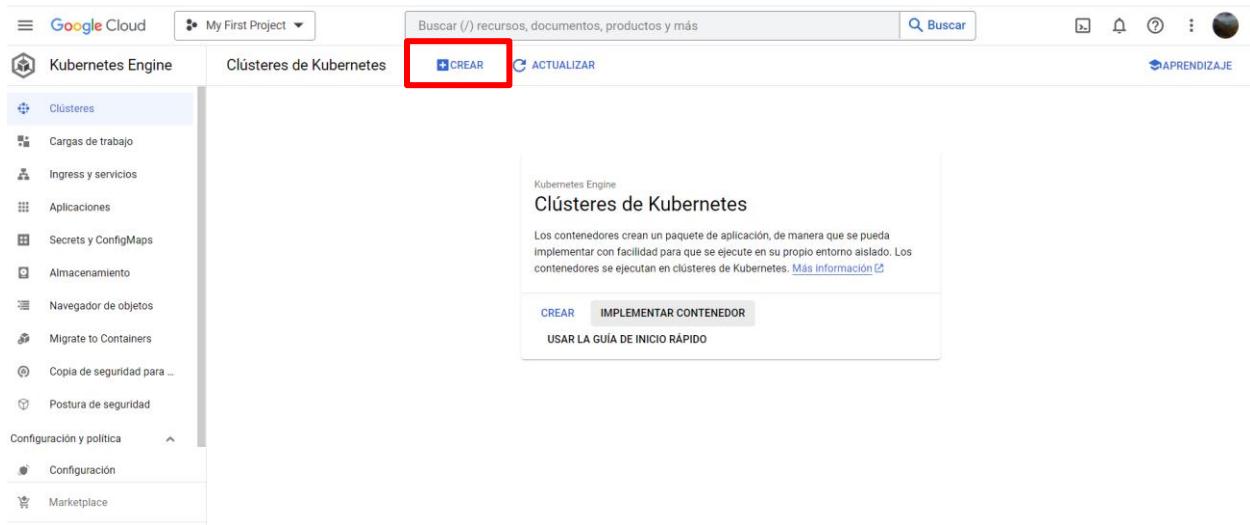 Google Cloud
My First Project
Buscar (/) recursos, documentos, productos y más
Buscar
Kubernetes Engine
Clústeres de Kubernetes
CREAR
ACTUALIZAR
APRENDIZAJE
Clústeres
Cargas de trabajo
Ingress y servicios
Aplicaciones
Secrets y ConfigMaps
Almacenamiento
Navegador de objetos
Migrate to Containers
Copia de seguridad para ...
Postura de seguridad
Configuración y política
Configuración
Marketplace
Kubernetes Engine
Clústeres de Kubernetes
Los contenedores crean un paquete de aplicación, de manera que se pueda
implementar con facilidad para que se ejecute en su propio entorno aislado. Los
contenedores se ejecutan en clústeres de Kubernetes. Más información
CREAR IMPLEMENTAR CONTENEDOR
USAR LA GUÍA DE INICIO RÁPIDO